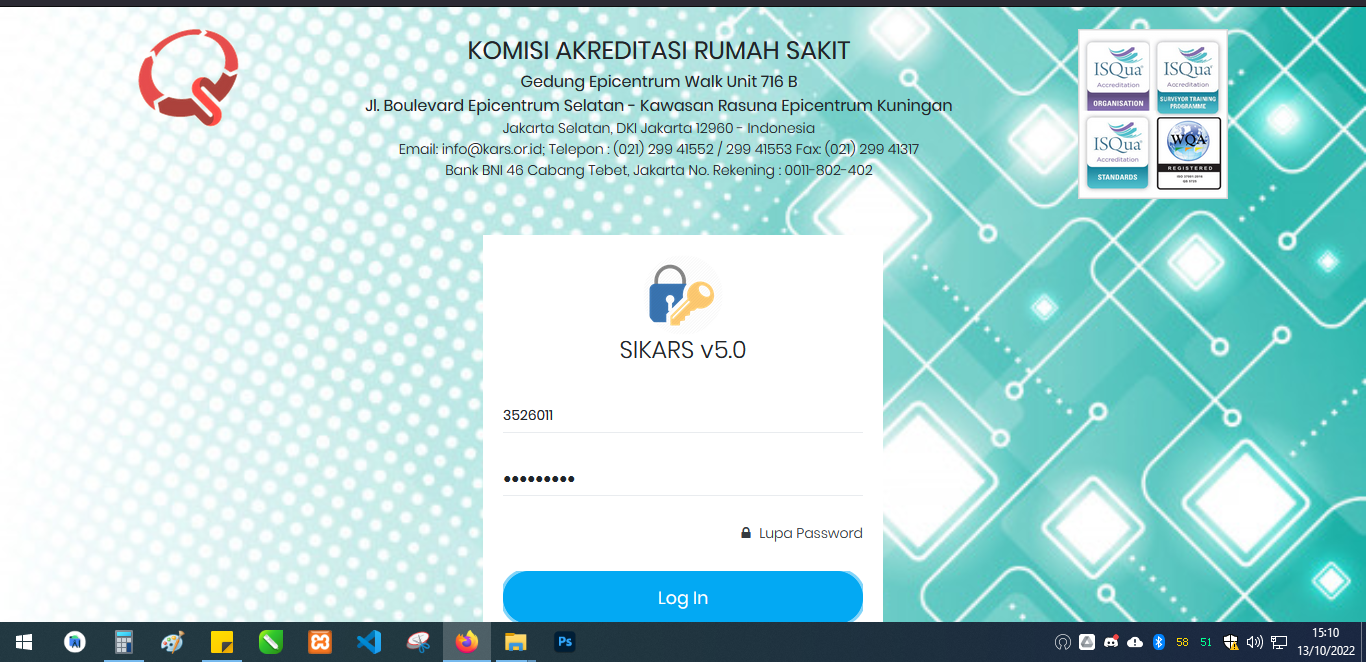 KOMISI AKREDITASI RUMAH SAKIT
Gedung Epicentrum Walk Unit 716 B
Jl. Boulevard Epicentrum Selatan - Kawasan Rasuna Epicentrum Kuningan
Jakarta Selatan, DKI Jakarta 12960 - Indonesia
Email: info@kars.or.id; Telepon : (021) 299 41552 / 299 41553 Fax: (021) 299 41317
Bank BNI 46 Cabang Tebet, Jakarta No. Rekening : 0011-802-402
ISQua
Accreditation
ORGANISATION
ISQua
Accreditation
SURVEYOR TRAINING
PROGRAMME
ISQua
Accreditation
STANDARDS
WQA
REGISTERED
SIKARS v5.0
3526011
•••••••••
Lupa Password
Log In
Ps
58
51
15:10
13/10/2022